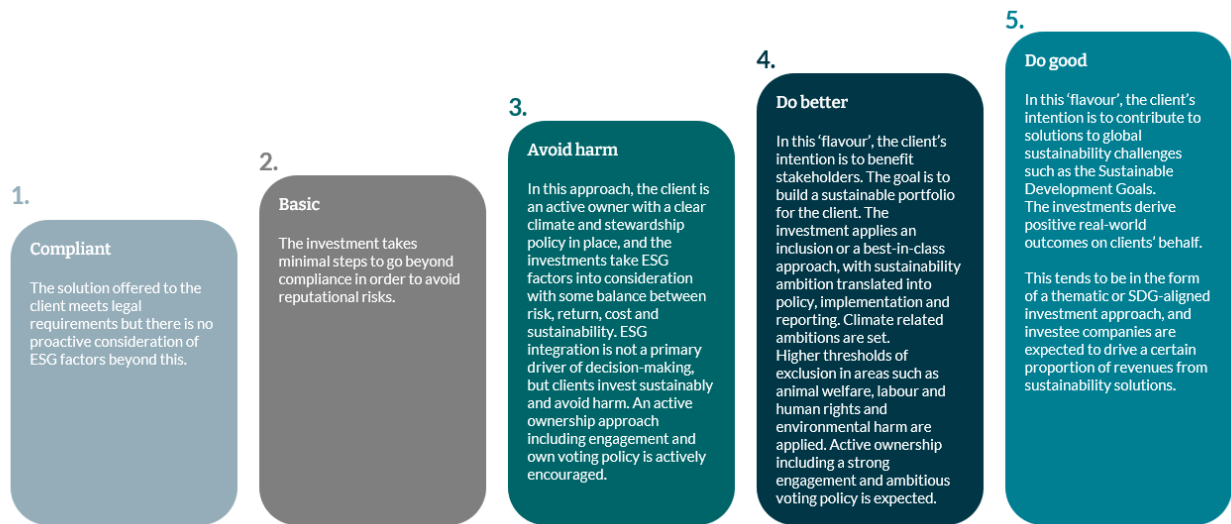 1.
Compliant
The solution offered to the
client meets legal
requirements but there is no
proactive consideration of
ESG factors beyond this.
2.
Basic
The investment takes
minimal steps to go beyond
compliance in order to avoid
reputational risks.
3.
Avoid harm
In this approach, the client is
an active owner with a clear
climate and stewardship
policy in place, and the
investments take ESG
factors into consideration
with some balance between
risk, return, cost and
sustainability. ESG
integration is not a primary
driver of decision-making,
but clients invest sustainably
and avoid harm. An active
ownership approach
including engagement and
own voting policy is actively
encouraged.
4.
Do better
In this ‘flavour’, the client’s
intention is to benefit
stakeholders. The goal is to
build a sustainable portfolio
for the client. The
investment applies an
inclusion or a best-in-class
approach, with sustainability
ambition translated into
policy, implementation and
reporting. Climate related
ambitions are set.
Higher thresholds of
exclusion in areas such as
animal welfare, labour and
human rights and
environmental harm are
applied. Active ownership
including a strong
engagement and ambitious
voting policy is expected.
5.
Do good
In this ‘flavour’, the client’s
intention is to contribute to
solutions to global
sustainability challenges
such as the Sustainable
Development Goals.
The investments derive
positive real-world
outcomes on clients’ behalf.
This tends to be in the form
of a thematic or SDG-aligned
investment approach, and
investee companies are
expected to drive a certain
proportion of revenues from
sustainability solutions.